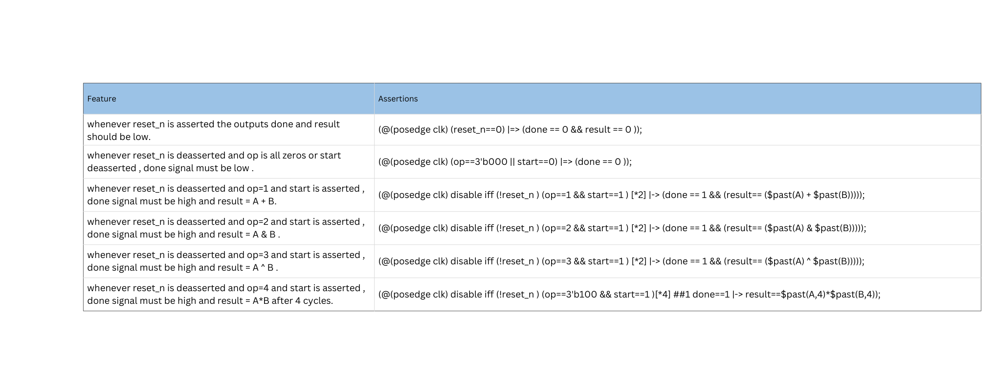 Feature
Assertions
whenever reset_n is asserted the outputs done and result
should be low.
(@(posedge clk) (reset_n==0) |=> (done == 0 && result == 0 ));
whenever reset_n is deasserted and op is all zeros or start
deasserted , done signal must be low .
(@(posedge clk) (op==3'b000 || start==0) |=> (done == 0 ));
whenever reset_n is deasserted and op=1 and start is asserted ,
done signal must be high and result = A + B.
(@(posedge clk) disable iff (!reset_n ) (op==1 && start==1 ) [*2] |-> (done == 1 && (result== ($past(A) + $past(B)))));
whenever reset_n is deasserted and op=2 and start is asserted ,
done signal must be high and result = A & B .
(@(posedge clk) disable iff (!reset_n ) (op==2 && start==1 ) [*2] |-> (done == 1 && (result== ($past(A) & $past(B)))));
whenever reset_n is deasserted and op=3 and start is asserted ,
done signal must be high and result = A ^ B .
(@(posedge clk) disable iff (!reset_n ) (op==3 && start==1 ) [*2] |-> (done == 1 && (result== ($past(A) ^ $past(B)))));
whenever reset_n is deasserted and op=4 and start is asserted ,
done signal must be high and result = A*B after 4 cycles.
(@(posedge clk) disable iff (!reset_n ) (op==3'b100 && start==1 )[*4] ##1 done==1 |-> result==$past(A,4)*$past(B,4));